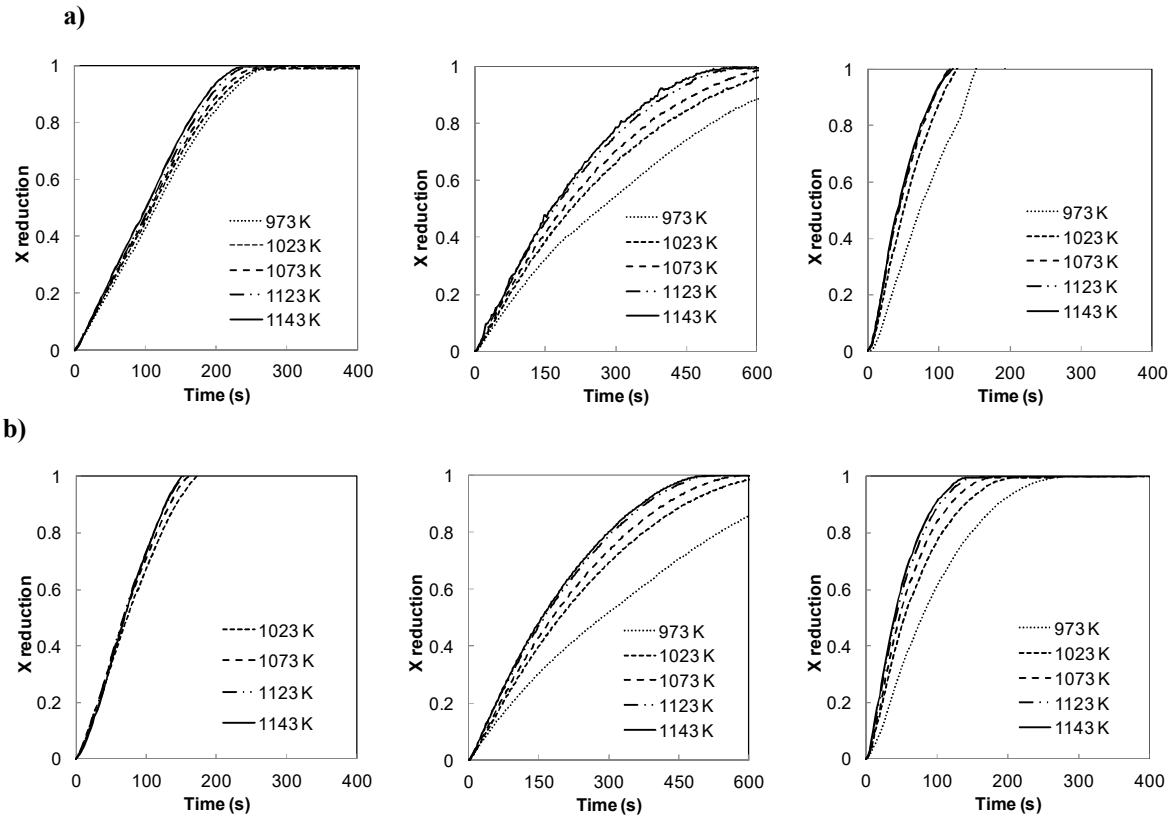 a)
X reduction
1
0.8
0.6
0.4
0.2
0
973 K
1023 K
1073 K
1123 K
1143 K
0 100 200 300 400
Time (s)
X reduction
1
0.8
0.6
0.4
0.2
0
973 K
1023 K
1073 K
1123 K
1143 K
0 150 300 450 600
Time (s)
X reduction
1
0.8
0.6
0.4
0.2
0
973 K
1023 K
1073 K
1123 K
1143 K
0 100 200 300 400
Time (s)
b)
X reduction
1
0.8
0.6
0.4
0.2
0
1023 K
1073 K
1123 K
1143 K
0 100 200 300 400
Time (s)
X reduction
1
0.8
0.6
0.4
0.2
0
973 K
1023 K
1073 K
1123 K
1143 K
0 150 300 450 600
Time (s)
X reduction
1
0.8
0.6
0.4
0.2
0
973 K
1023 K
1073 K
1123 K
1143 K
0 100 200 300 400
Time (s)